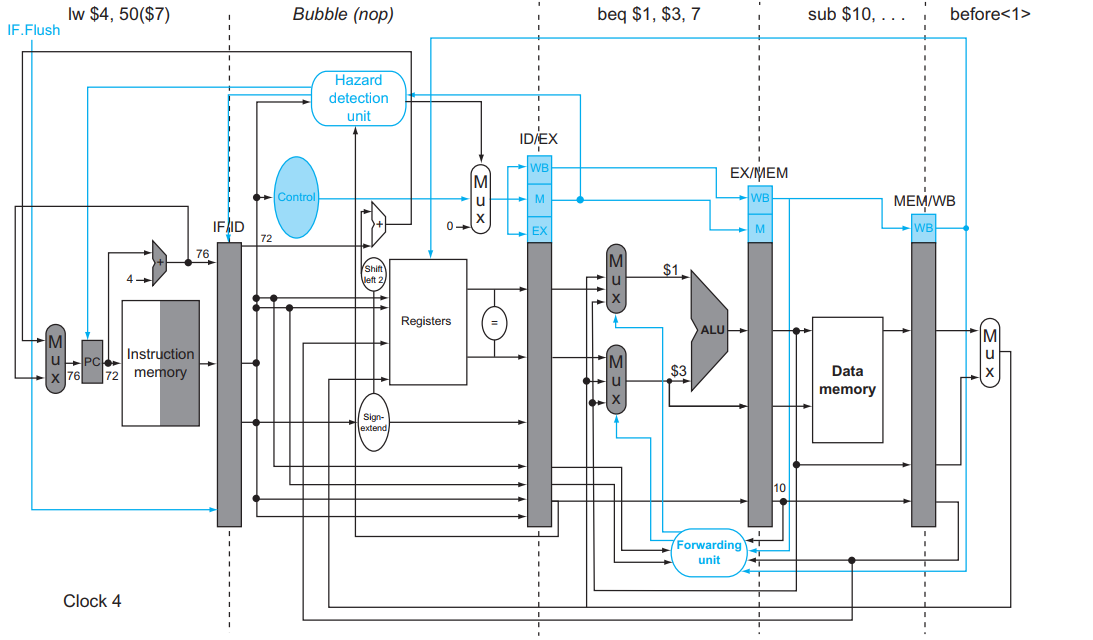 lw $4, 50($7)
Bubble (nop)
beq $1, $3, 7
sub $10, . . .
before<1>
IF.Flush
Hazard
detection
unit
ID/EX
WB
EX/MEM
M
u
x
Control
M
WB
MEM/WB
IF/ID
72
+
0
EX
M
WB
76
+
4
Shift
left 2
M
u
x
$1
Registers
=
ALU
M
u
x
PC
Instruction
memory
76
72
M
u
x
$3
Data
memory
M
u
x
Sign-
extend
10
Forwarding
unit
Clock 4